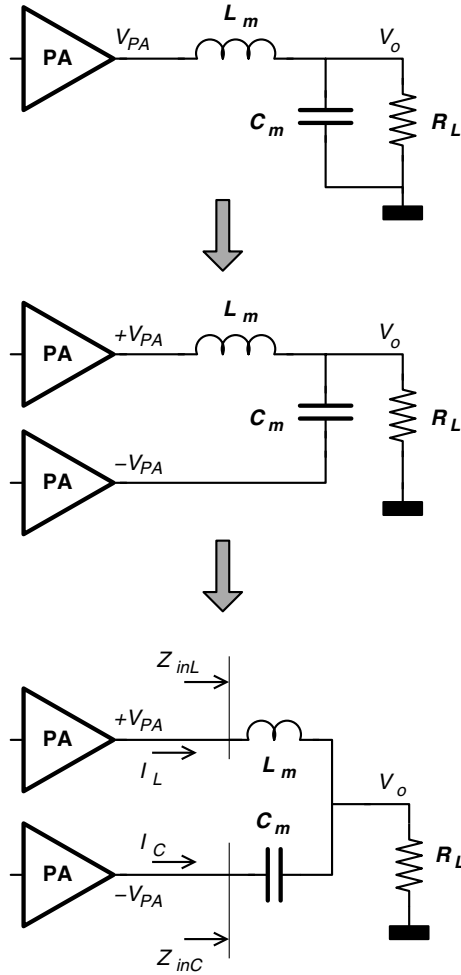 PA
V_PA
L_m
V_o
C_m
R_L
L_m
PA
+V_PA
V_o
C_m
R_L
PA
−V_PA
Z_inL
PA
+V_PA
I_L
L_m
V_o
C_m
I_C
PA
−V_PA
R_L
Z_inC